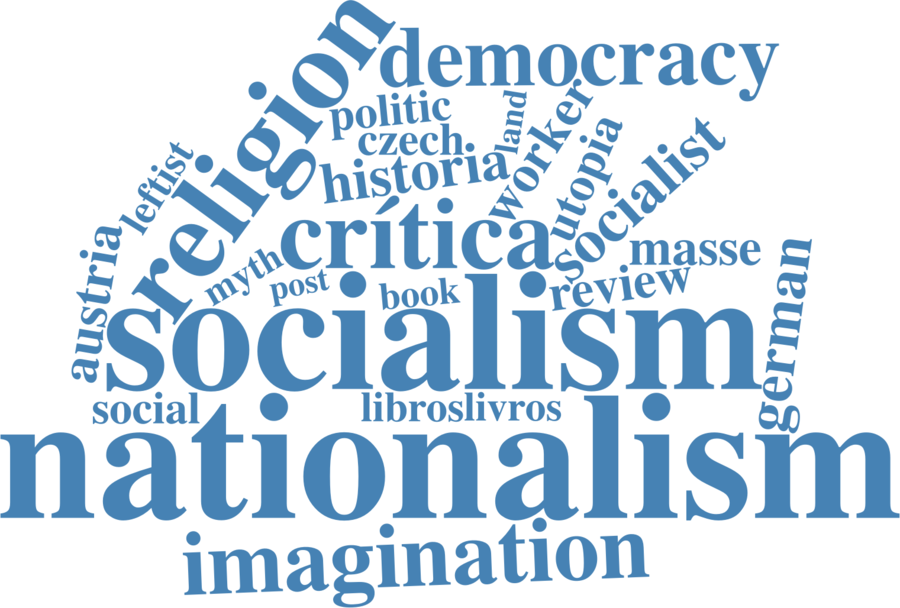 religion
democracy
politic
land
czech
worker
historia
utopia
leftist
socialist
crítica
masse
austria
myth
post
book
review
german
socialism
social
libroslivros
nationalism
imagination